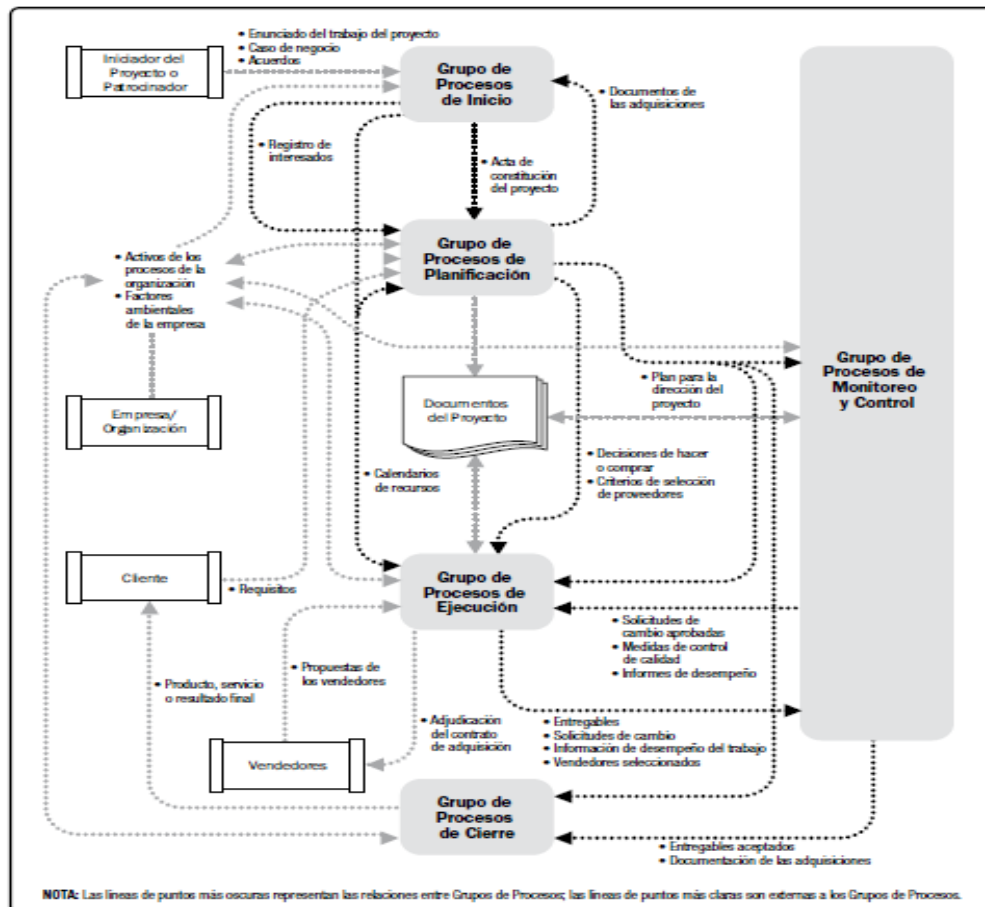 Iniciador del
Proyecto o
Patrocinador
• Enunciado del trabajo del proyecto
• Caso de negocio
• Acuerdos
Grupo de
Procesos
de Inicio
• Documentos de
las adquisiciones
• Registro de
interesados
• Acta de
constitución
del proyecto
Grupo de
Procesos de
Planificación
• Activos de los
procesos de la
organización
• Factores
ambientales
de la empresa
Grupo de
Procesos de
Monitoreo
y Control
• Plan para la
dirección del
proyecto
Documentos
del Proyecto
Empresa/
Organización
• Decisiones de hacer
o comprar
• Criterios de selección
de proveedores
• Calendarios
de recursos
Cliente
• Requisitos
Grupo de
Procesos de
Ejecución
• Solicitudes de
cambio aprobadas
• Medidas de control
de calidad
• Informes de desempeño
• Propuestas de
los vendedores
• Producto, servicio
o resultado final
• Adjudicación
del contrato
de adquisición
• Entregables
• Solicitudes de cambio
• Información de desempeño del trabajo
• Vendedores seleccionados
Vendedores
Grupo de
Procesos
de Cierre
• Entregables aceptados
• Documentación de las adquisiciones
NOTA: Las líneas de puntos más oscuras representan las relaciones entre Grupos de Procesos; las líneas de puntos más claras son externas a los Grupos de Procesos.